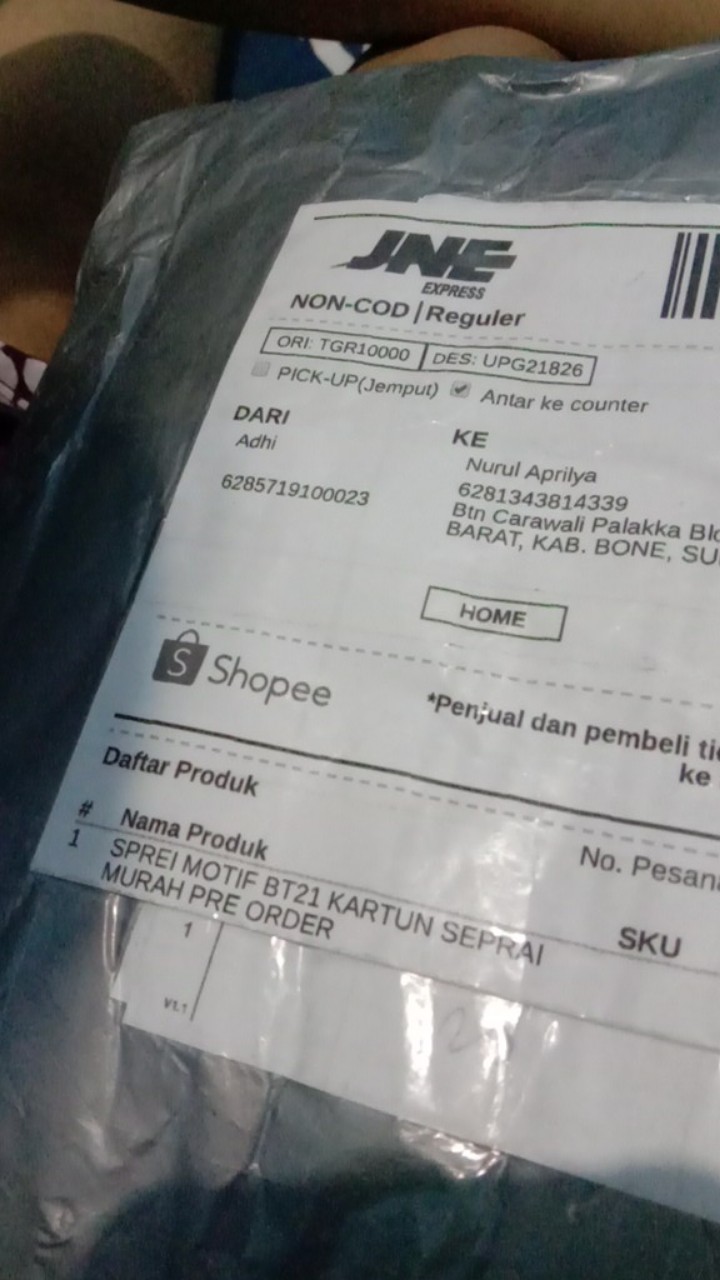 JNE
EXPRESS
NON-COD | Reguler
ORI: TGR10000 DES: UPG21826
PICK-UP(Jemput) Antar ke counter
DARI
Adhi
6285719100023
KE
Nurul Aprilya
6281343814339
Btn Carawali Palakka
BARAT, KAB. BONE,
HOME
S Shopee
*Penjual dan pembeli
ke
Daftar Produk
# Nama Produk
No.
SKU
1 SPREI MOTIF BT21 KARTUN SEPRAI
MURAH PRE ORDER
1
V1.1